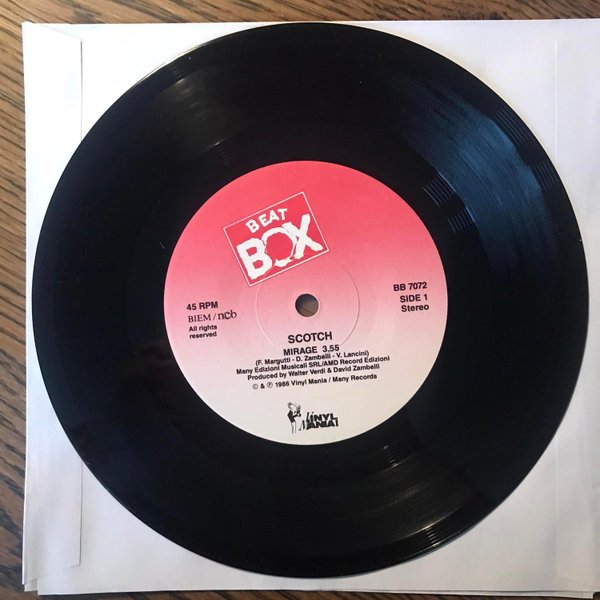 BEAT
BOX
45 RPM
BIEM / ncb
All rights
reserved
BB 7072
SIDE 1
Stereo
SCOTCH
MIRAGE 3.55
(F. Margutti - D. Zambelli - V. Lancini)
Many Edizioni Musicali SRL/AMD Record Edizioni
Produced by Walter Verdi & David Zambelli
© & ℗ 1986 Vinyl Mania / Many Records
VINYL
MANIA!